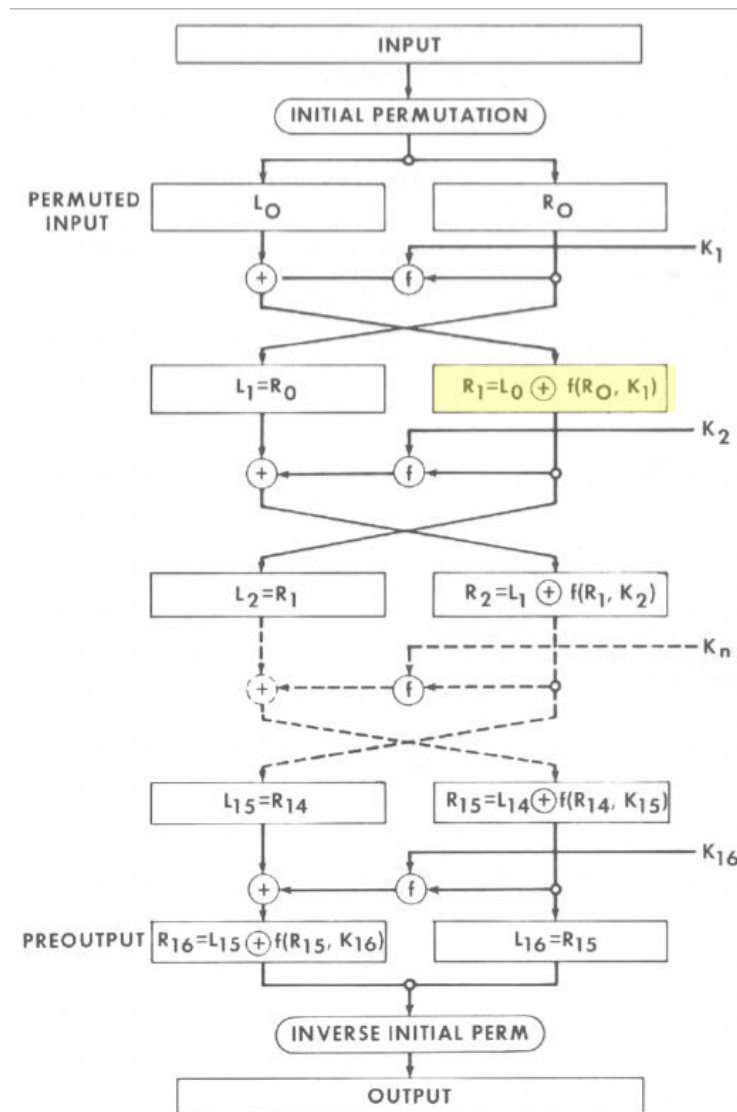 INPUT
INITIAL PERMUTATION
PERMUTED
INPUT
L₀
R₀
K₁
+
f
L₁=R₀
R₁=L₀ ⊕ f(R₀, K₁)
K₂
+
f
L₂=R₁
R₂=L₁ ⊕ f(R₁, K₂)
Kₙ
+
f
L₁₅=R₁₄
R₁₅=L₁₄ ⊕ f(R₁₄, K₁₅)
K₁₆
+
f
PREOUTPUT
R₁₆=L₁₅ ⊕ f(R₁₅, K₁₆)
L₁₆=R₁₅
INVERSE INITIAL PERM
OUTPUT